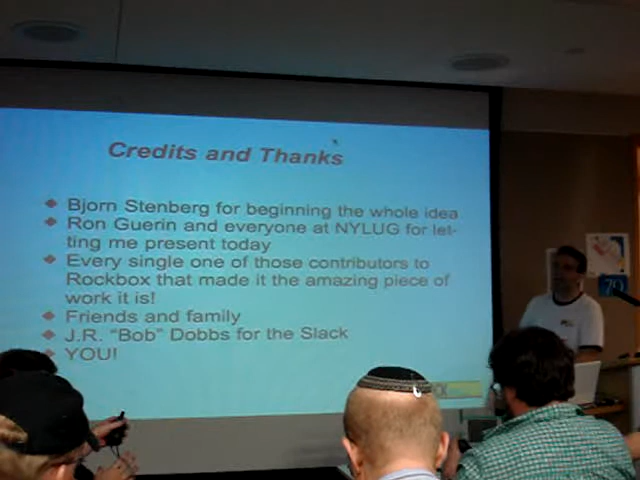 Credits and Thanks
Bjorn Stenberg for beginning the whole idea
Ron Guerin and everyone at NYLUG for let-
ting me present today
Every single one of those contributors to
Rockbox that made it the amazing piece of
work it is!
Friends and family
J.R. "Bob" Dobbs for the Slack
YOU!
70